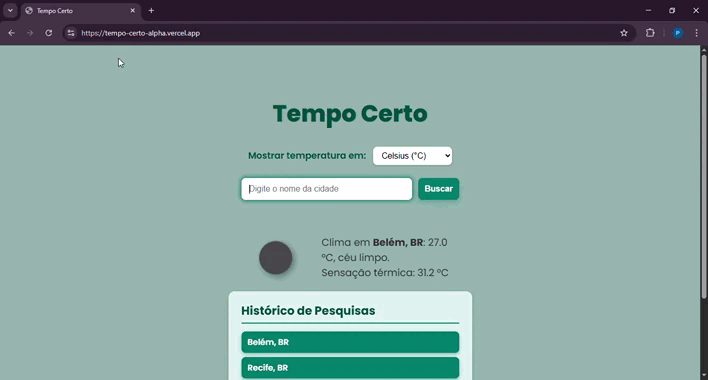 Tempo Certo
https://tempo-certo-alpha.vercel.app
P
Tempo Certo
Mostrar temperatura em: Celsius (°C)
Digite o nome da cidade Buscar
Clima em Belém, BR: 27.0
°C, céu limpo.
Sensação térmica: 31.2 °C
Histórico de Pesquisas
Belém, BR
Recife, BR